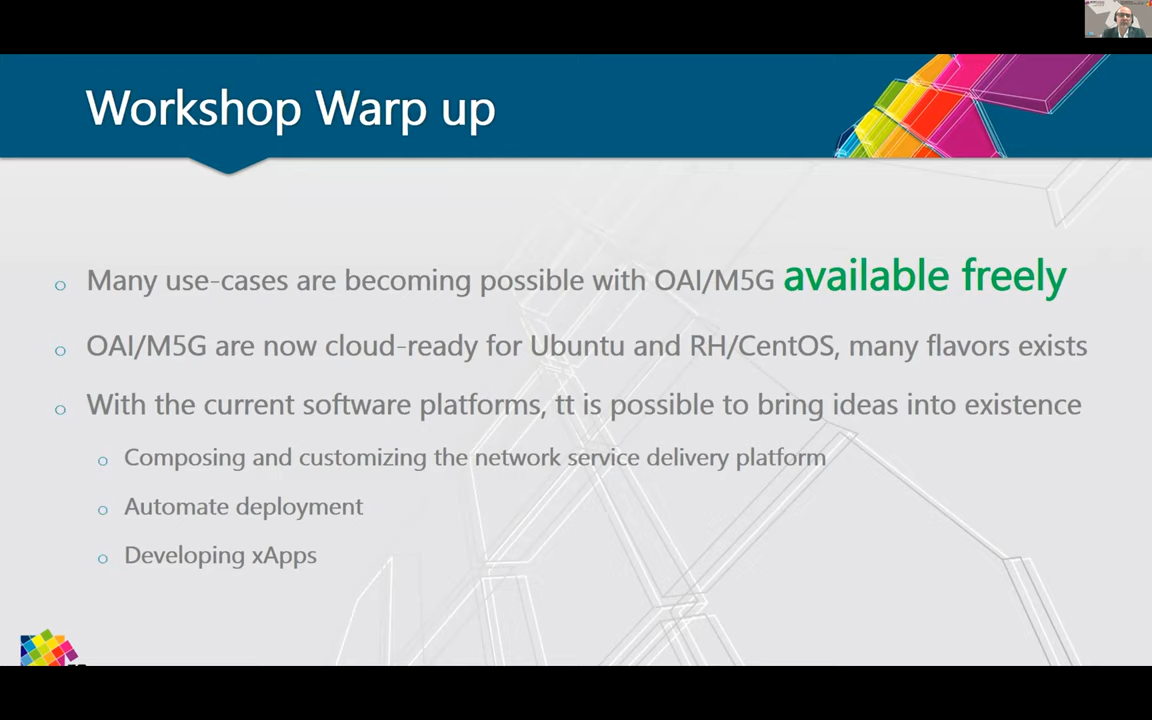 Workshop Warp up
Many use-cases are becoming possible with OAI/M5G available freely
OAI/M5G are now cloud-ready for Ubuntu and RH/CentOS, many flavors exists
With the current software platforms, tt is possible to bring ideas into existence
Composing and customizing the network service delivery platform
Automate deployment
Developing xApps